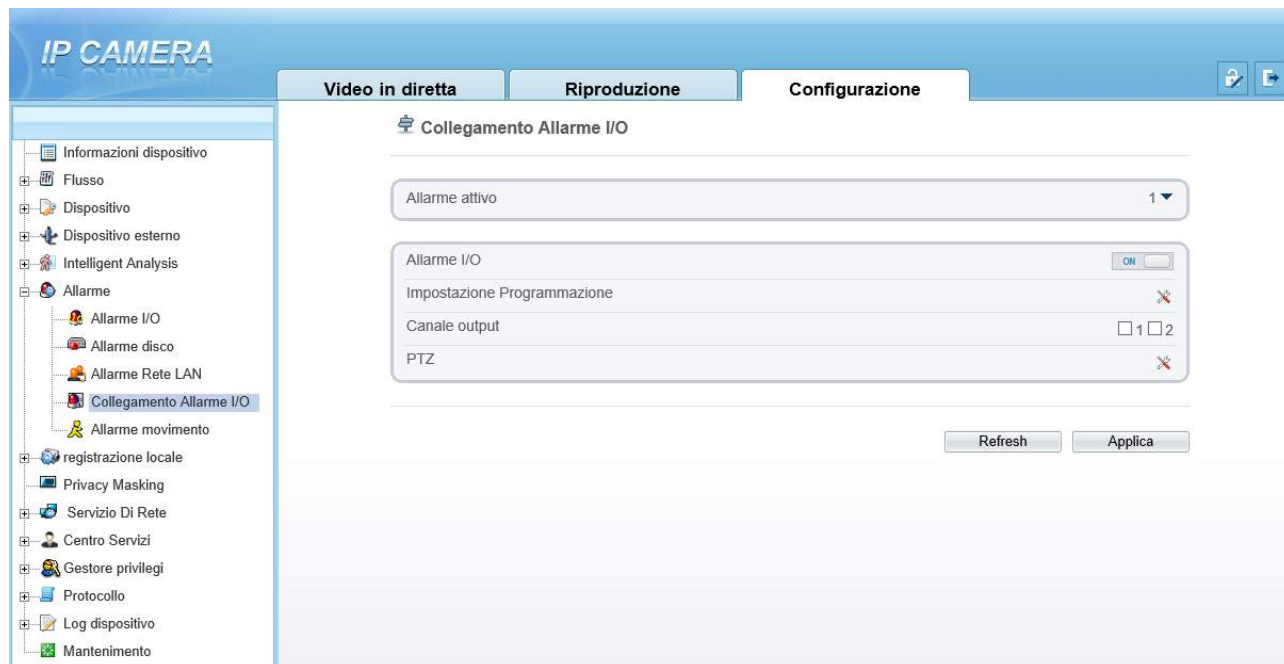 IP CAMERA
Video in diretta
Riproduzione
Configurazione
Informazioni dispositivo
Flusso
Dispositivo
Dispositivo esterno
Intelligent Analysis
Allarme
Allarme I/O
Allarme disco
Allarme Rete LAN
Collegamento Allarme I/O
Allarme movimento
registrazione locale
Privacy Masking
Servizio Di Rete
Centro Servizi
Gestore privilegi
Protocollo
Log dispositivo
Mantenimento
Collegamento Allarme I/O
Allarme attivo 1
Allarme I/O ON
Impostazione Programmazione
Canale output 1 2
PTZ
Refresh Applica